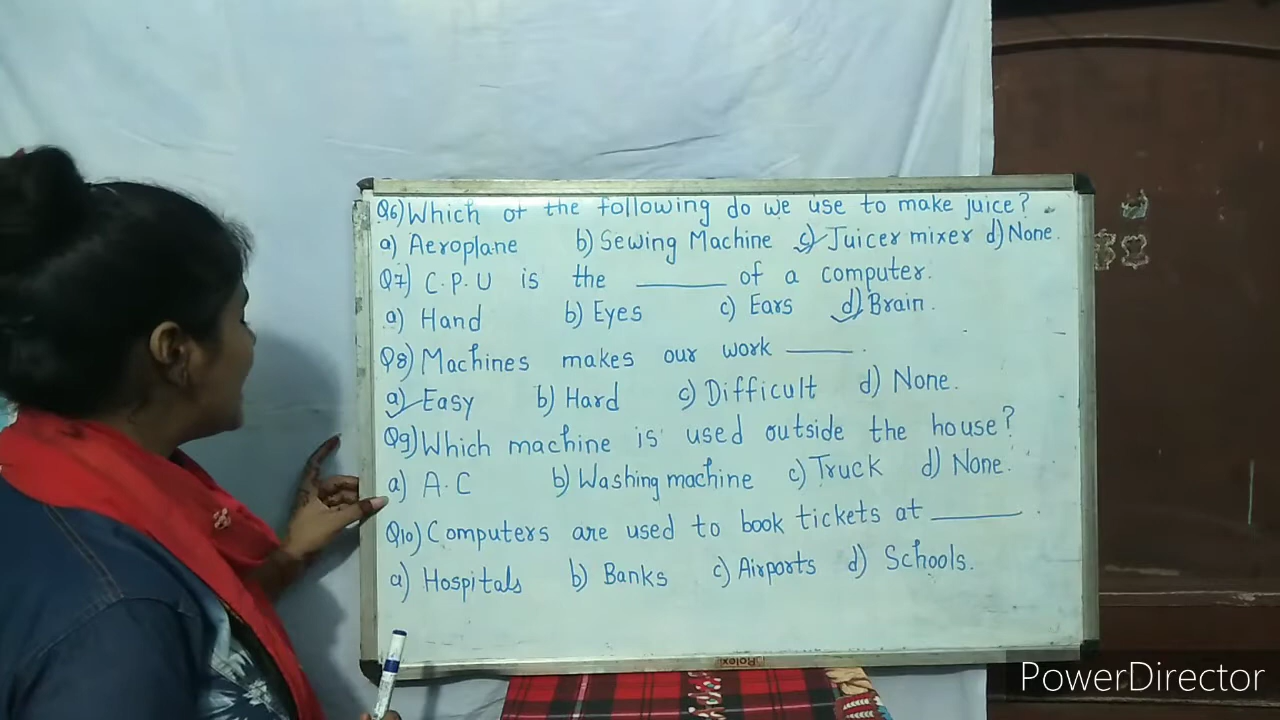 Q6) Which of the following do we use to make juice?
a) Aeroplane b) Sewing Machine c) Juicer mixer d) None.
Q7) C.P.U is the ______ of a computer.
a) Hand b) Eyes c) Ears d) Brain.
Q8) Machines makes our work ____.
a) Easy b) Hard c) Difficult d) None.
Q9) Which machine is used outside the house?
a) A.C b) Washing machine c) Truck d) None.
Q10) Computers are used to book tickets at ______.
a) Hospitals b) Banks c) Airports d) Schools.
Rolex
PowerDirector